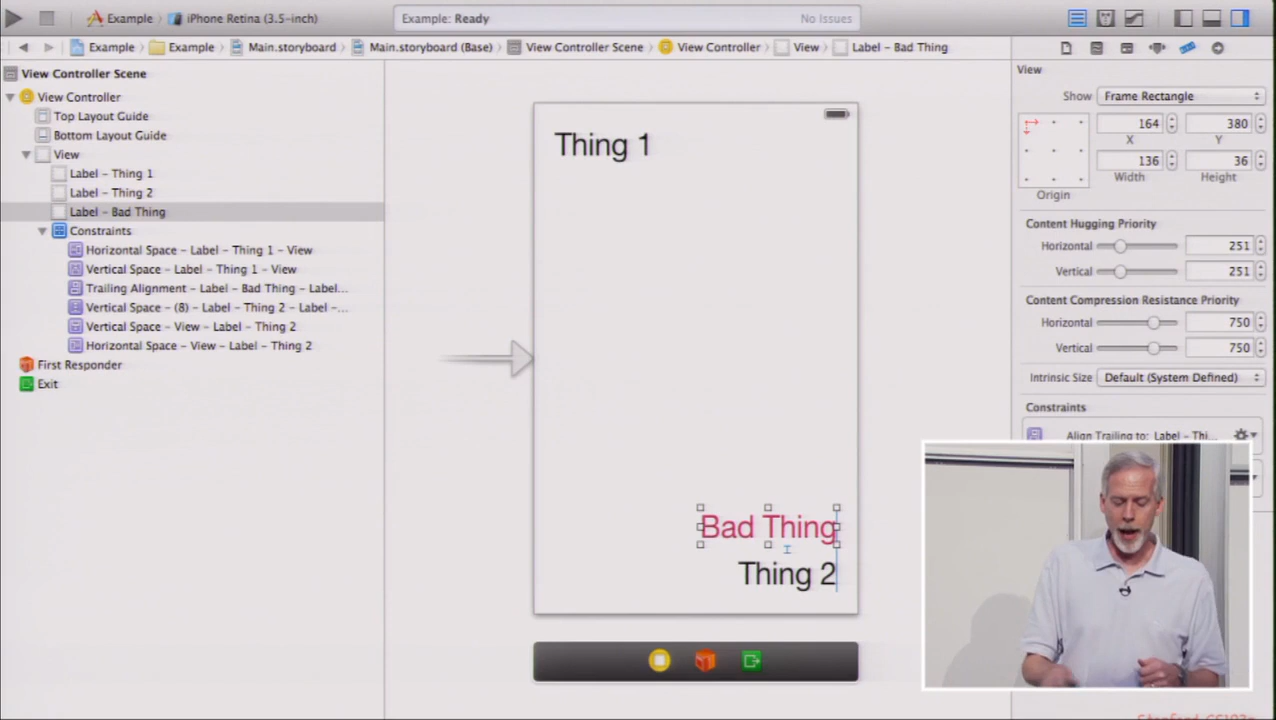 Example
iPhone Retina (3.5-inch)
Example: Ready
No Issues
Example
Example
Main.storyboard
Main.storyboard (Base)
View Controller Scene
View Controller
View
Label – Bad Thing
View Controller Scene
View Controller
Top Layout Guide
Bottom Layout Guide
View
Label – Thing 1
Label – Thing 2
Label – Bad Thing
Constraints
Horizontal Space – Label – Thing 1 – View
Vertical Space – Label – Thing 1 – View
Trailing Alignment – Label – Bad Thing – Label...
Vertical Space – (8) – Label – Thing 2 – Label –...
Vertical Space – View – Label – Thing 2
Horizontal Space – View – Label – Thing 2
First Responder
Exit
Thing 1
Bad Thing
Thing 2
View
Show Frame Rectangle
164 380
X Y
136 36
Width Height
Origin
Content Hugging Priority
Horizontal 251
Vertical 251
Content Compression Resistance Priority
Horizontal 750
Vertical 750
Intrinsic Size Default (System Defined)
Constraints
Align Trailing to: Label – Thi...